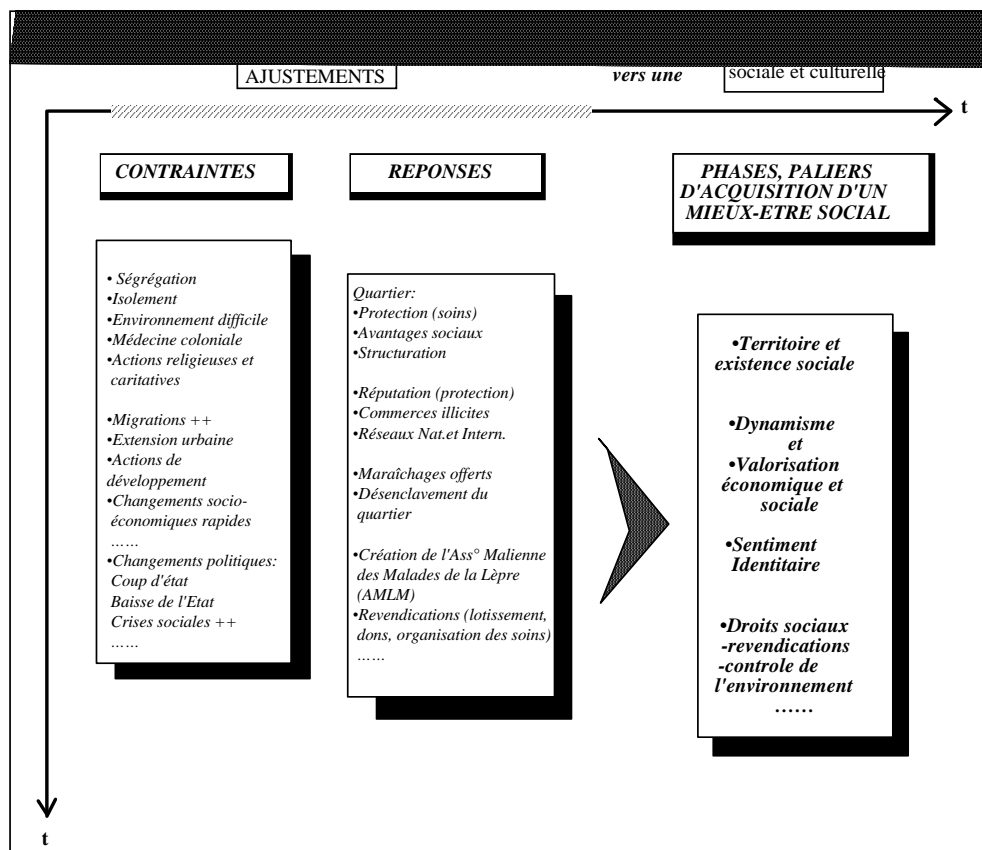 AJUSTEMENTS
vers une
sociale et culturelle
t
CONTRAINTES
REPONSES
PHASES, PALIERS
D'ACQUISITION D'UN
MIEUX-ETRE SOCIAL
• Ségrégation
•Isolement
•Environnement difficile
•Médecine coloniale
•Actions religieuses et
caritatives
•Migrations ++
•Extension urbaine
•Actions de
développement
•Changements socio-
économiques rapides
……
•Changements politiques:
Coup d'état
Baisse de l'Etat
Crises sociales ++
……
Quartier:
•Protection (soins)
•Avantages sociaux
•Structuration
•Réputation (protection)
•Commerces illicites
•Réseaux Nat.et Intern.
•Maraîchages offerts
•Désenclavement du
quartier
•Création de l'Ass° Malienne
des Malades de la Lèpre
(AMLM)
•Revendications (lotissement,
dons, organisation des soins)
……
•Territoire et
existence sociale
•Dynamisme
et
•Valorisation
économique et
sociale
•Sentiment
Identitaire
•Droits sociaux
-revendications
-controle de
l'environnement
……
t